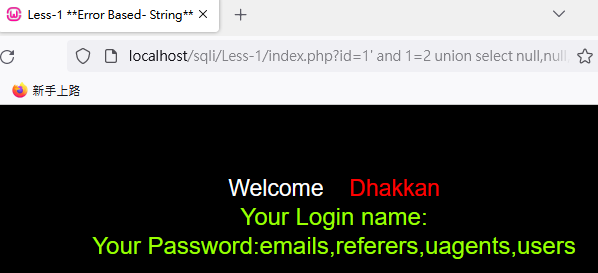 Less-1 **Error Based- String**
localhost/sqli/Less-1/index.php?id=1' and 1=2 union select null,null,
新手上路
Welcome Dhakkan
Your Login name:
Your Password:emails,referers,uagents,users